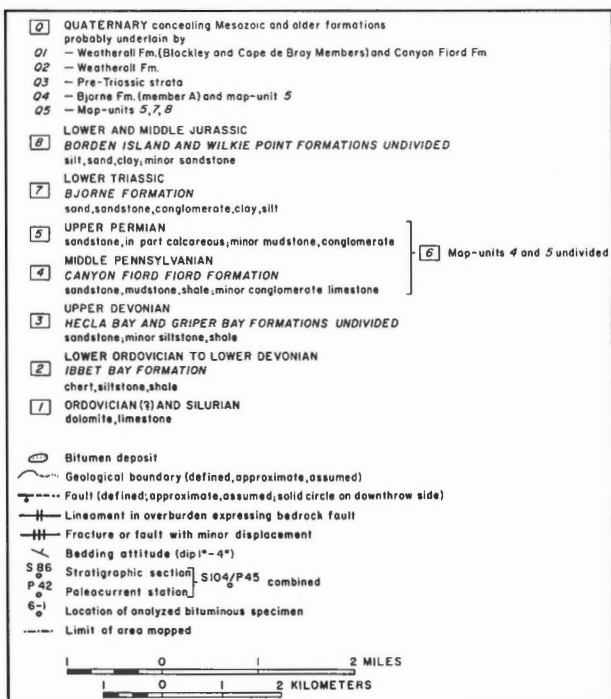 Q QUATERNARY concealing Mesozoic and older formations
probably underlain by
Q1 – Weatherall Fm.(Blackley and Cape de Bray Members) and Canyon Fiord Fm
Q2 – Weatherall Fm.
Q3 – Pre-Triassic strata
Q4 – Bjorne Fm. (member A) and map-unit 5
Q5 – Map-units 5,7,8
LOWER AND MIDDLE JURASSIC
8 BORDEN ISLAND AND WILKIE POINT FORMATIONS UNDIVIDED
silt, sand, clay; minor sandstone
LOWER TRIASSIC
7 BJORNE FORMATION
sand, sandstone, conglomerate, clay, silt
5 UPPER PERMIAN
sandstone, in part calcareous; minor mudstone, conglomerate
6 Map-units 4 and 5 undivided
MIDDLE PENNSYLVANIAN
4 CANYON FIORD FIORD FORMATION
sandstone, mudstone, shale; minor conglomerate limestone
UPPER DEVONIAN
3 HECLA BAY AND GRIPER BAY FORMATIONS UNDIVIDED
sandstone; minor siltstone, shale
LOWER ORDOVICIAN TO LOWER DEVONIAN
2 IBBET BAY FORMATION
chert, siltstone, shale
1 ORDOVICIAN (?) AND SILURIAN
dolomite, limestone
Bitumen deposit
Geological boundary (defined, approximate, assumed)
Fault (defined; approximate, assumed; solid circle on downthrow side)
Lineament in overburden expressing bedrock fault
Fracture or fault with minor displacement
Bedding attitude (dip 1°-4°)
S 86 Stratigraphic section
S104/P45 combined
P 42 Paleocurrent station
6-1 Location of analyzed bituminous specimen
Limit of area mapped
1 0 1 2 MILES
1 0 2 KILOMETERS